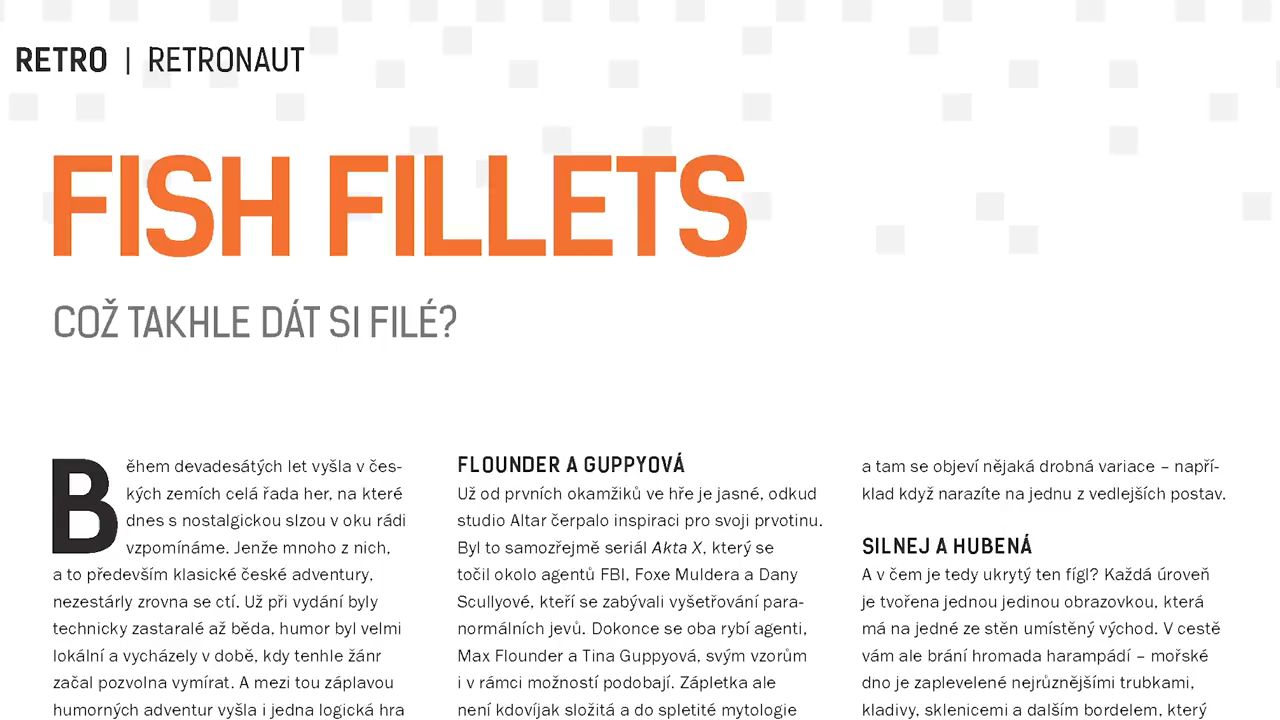 RETRO | RETRONAUT
FISH FILLETS
COŽ TAKHLE DÁT SI FILÉ?
Během devadesátých let vyšla v čes-
kých zemích celá řada her, na které
dnes s nostalgickou slzou v oku rádi
vzpomínáme. Jenže mnoho z nich,
a to především klasické české adventury,
nezestárly zrovna se ctí. Už při vydání byly
technicky zastaralé až běda, humor byl velmi
lokální a vycházely v době, kdy tenhle žánr
začal pozvolna vymírat. A mezi tou záplavou
humorných adventur vyšla i jedna logická hra
FLOUNDER A GUPPYOVÁ
Už od prvních okamžiků ve hře je jasné, odkud
studio Altar čerpalo inspiraci pro svoji prvotinu.
Byl to samozřejmě seriál Akta X, který se
točil okolo agentů FBI, Foxe Muldera a Dany
Scullyové, kteří se zabývali vyšetřování para-
normálních jevů. Dokonce se oba rybí agenti,
Max Flounder a Tina Guppyová, svým vzorům
i v rámci možností podobají. Zápletka ale
není kdovíjak složitá a do spletité mytologie
a tam se objeví nějaká drobná variace – napří-
klad když narazíte na jednu z vedlejších postav.
SILNEJ A HUBENÁ
A v čem je tedy ukrytý ten fígl? Každá úroveň
je tvořena jednou jedinou obrazovkou, která
má na jedné ze stěn umístěný východ. V cestě
vám ale brání hromada harampádí – mořské
dno je zaplevelené nejrůznějšími trubkami,
kladivy, sklenicemi a dalším bordelem, který